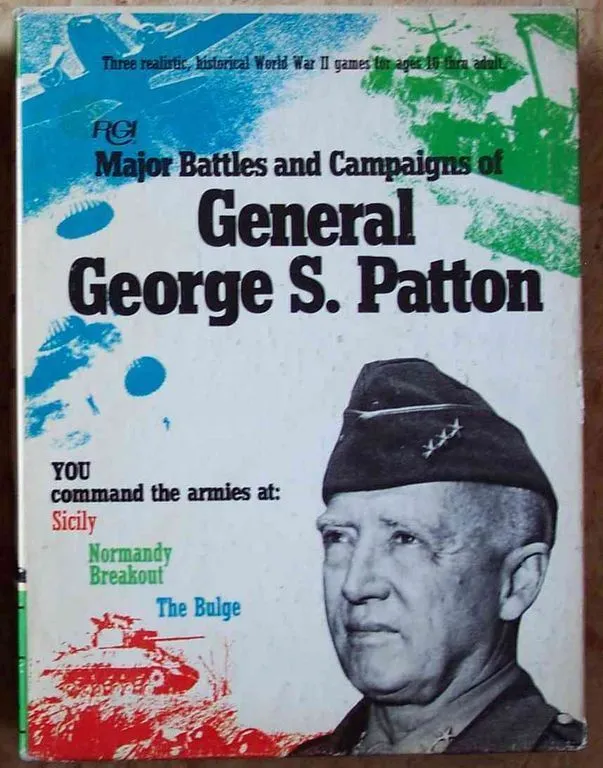 Three realistic, historical World War II games for ages 10 thru adult.
RGI
Major Battles and Campaigns of
General
George S. Patton
YOU
command the armies at:
Sicily
Normandy
Breakout
The Bulge